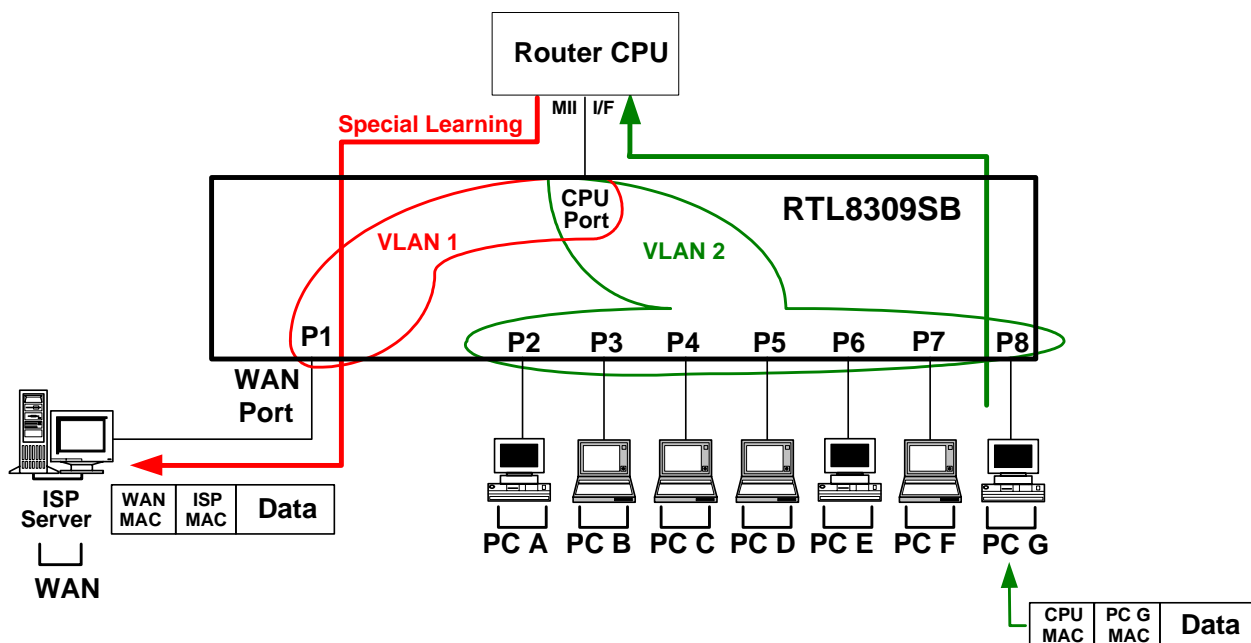 Router CPU
MII I/F
Special Learning
CPU
Port
RTL8309SB
VLAN 1
VLAN 2
P1
P2
P3
P4
P5
P6
P7
P8
WAN
Port
ISP
Server
WAN
MAC
ISP
MAC
Data
WAN
PC A
PC B
PC C
PC D
PC E
PC F
PC G
CPU
MAC
PC G
MAC
Data